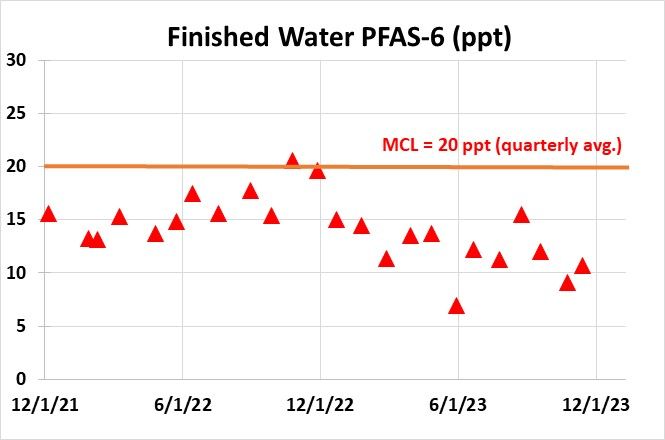 Finished Water PFAS-6 (ppt)
30
25
MCL = 20 ppt (quarterly avg.)
20
15
10
5
0
12/1/21 6/1/22 12/1/22 6/1/23 12/1/23